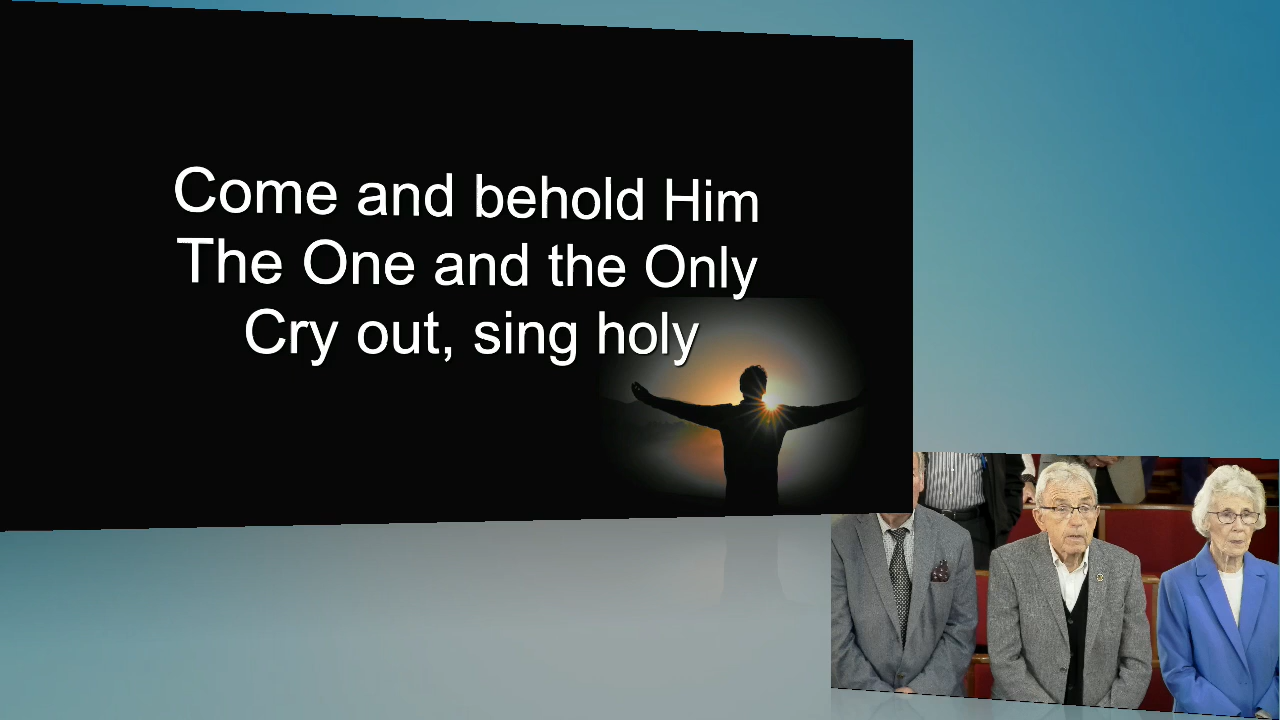 Come and behold Him
The One and the Only
Cry out, sing holy